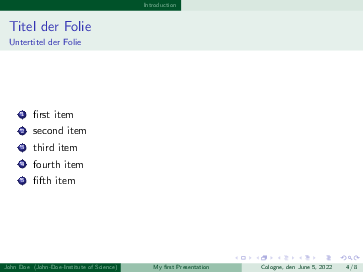 Introduction
Titel der Folie
Untertitel der Folie
first item
second item
third item
fourth item
fifth item
John Doe (John-Doe-Institute of Science) My first Presentation Cologne, den June 5, 2022 4 / 8